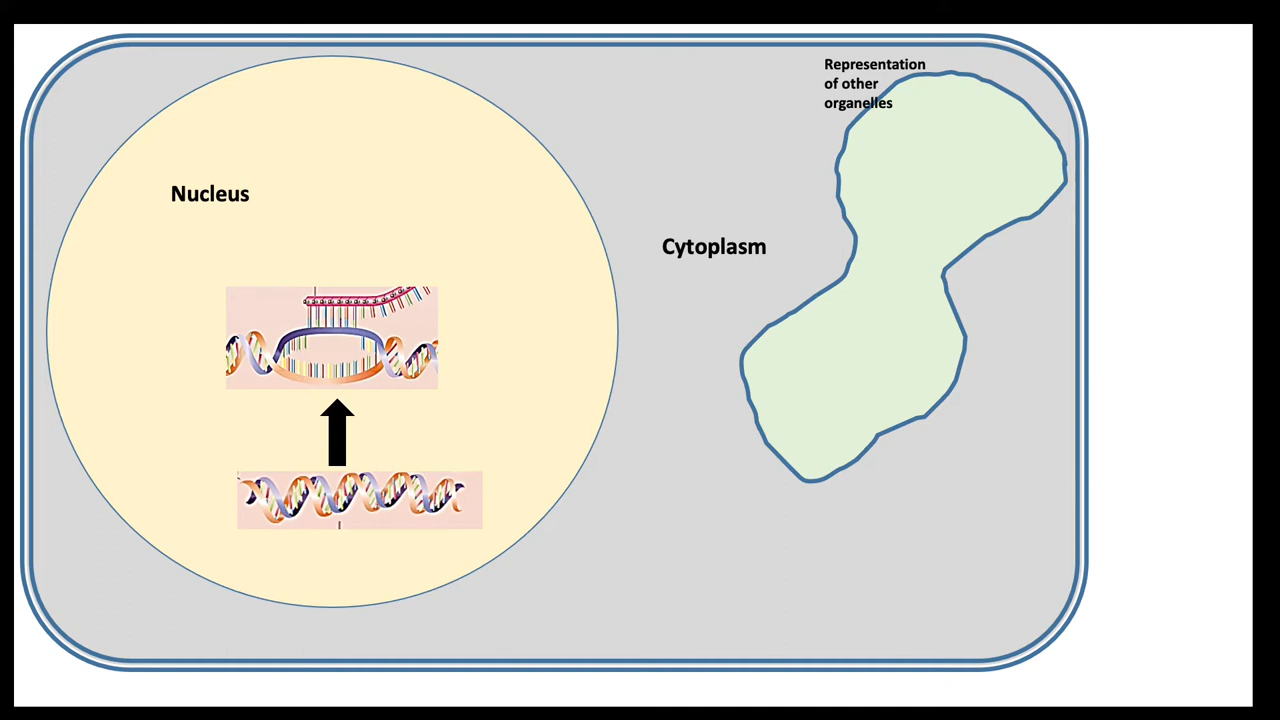 Representation
of other
organelles
Nucleus
Cytoplasm